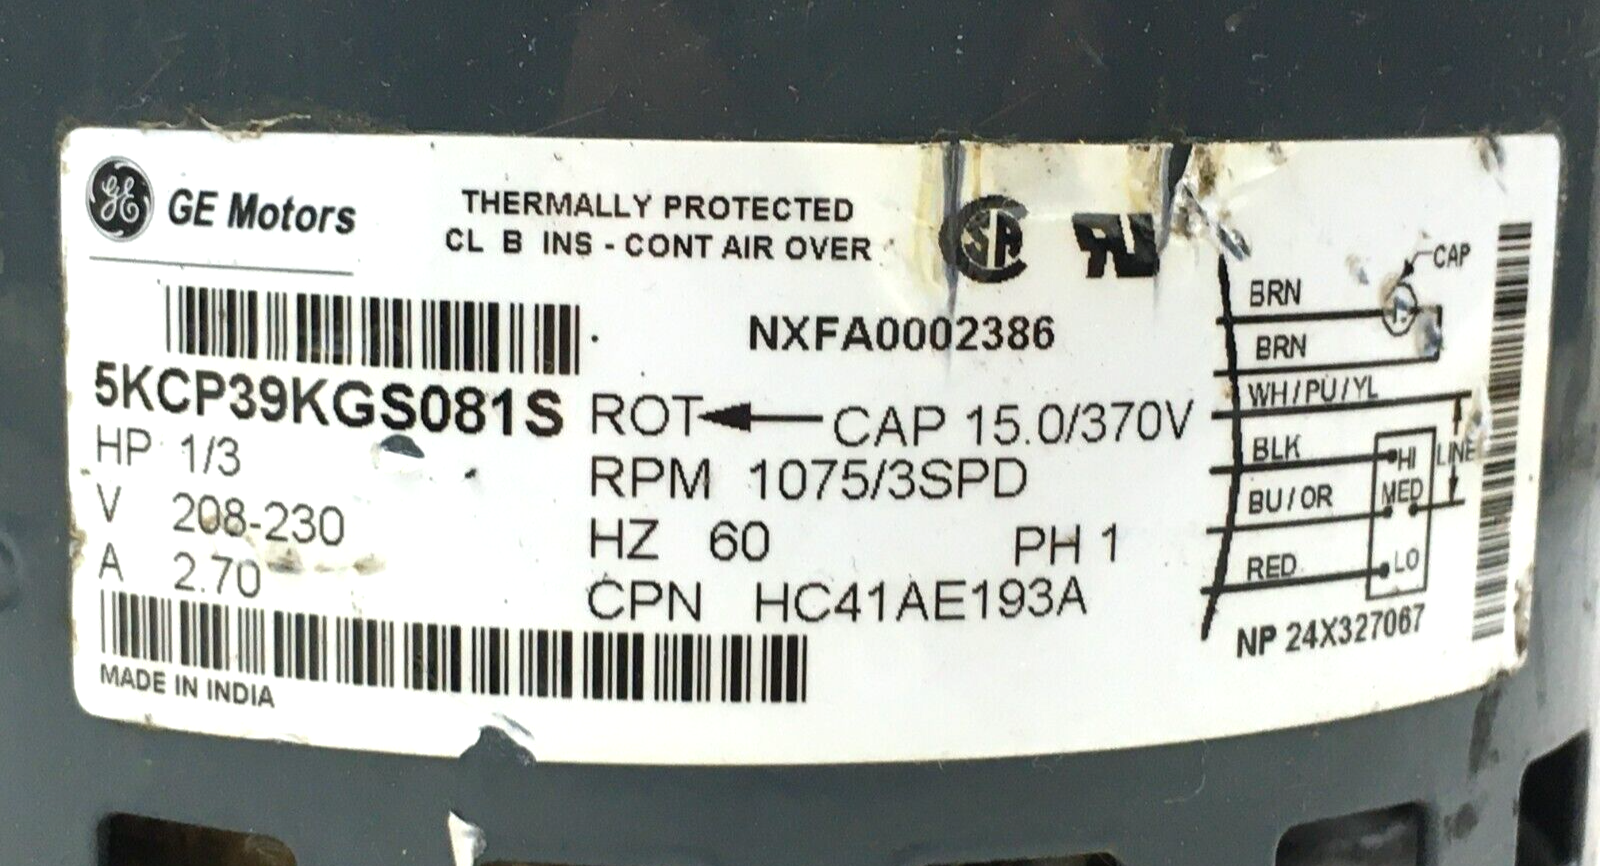 GE Motors
THERMALLY PROTECTED
CL B INS - CONT AIR OVER
SA
NXFA0002386
5KCP39KGS081S
ROT CAP 15.0/370V
HP 1/3
RPM 1075/3SPD
V 208-230
HZ 60 PH 1
A 2.70
CPN HC41AE193A
MADE IN INDIA
CAP
BRN
BRN
WH/PU/YL
BLK HI LINE
BU/OR MED
RED LO
NP 24X327067